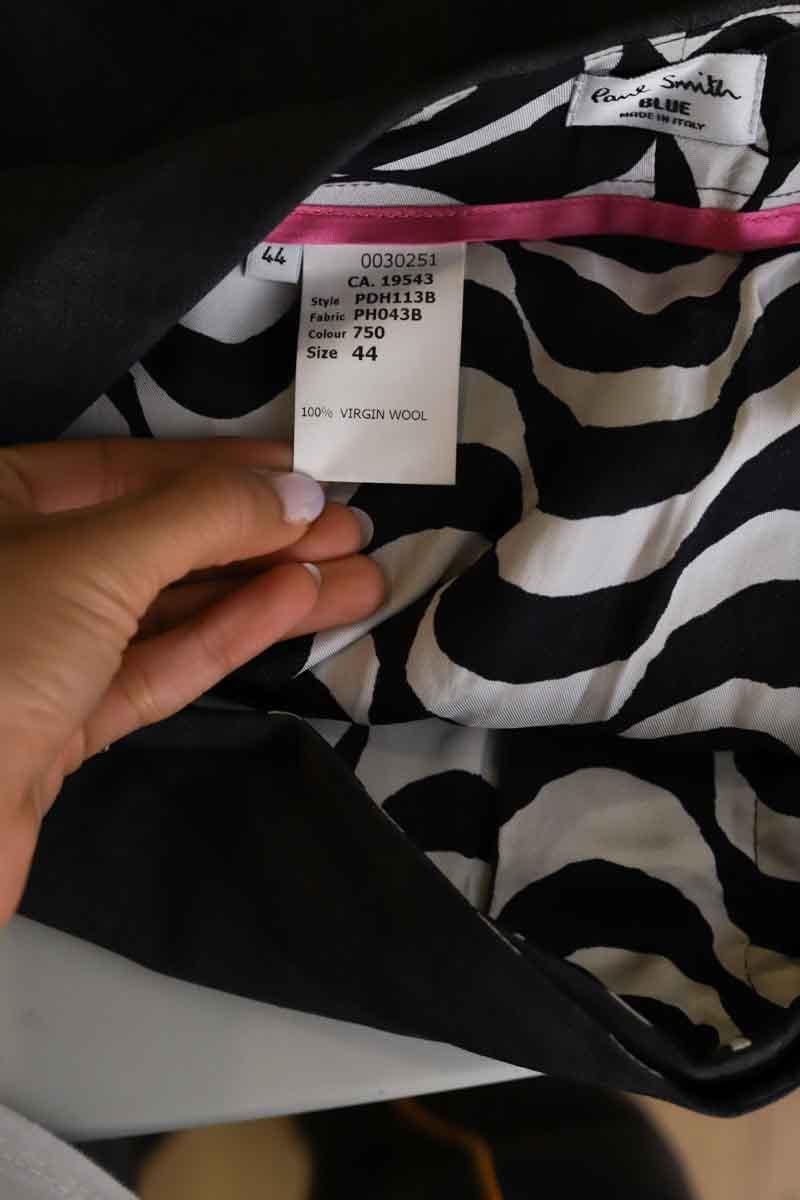 Paul Smith
BLUE
MADE IN ITALY
44
0030251
CA. 19543
Style PDH113B
Fabric PH043B
Colour 750
Size 44
100% VIRGIN WOOL